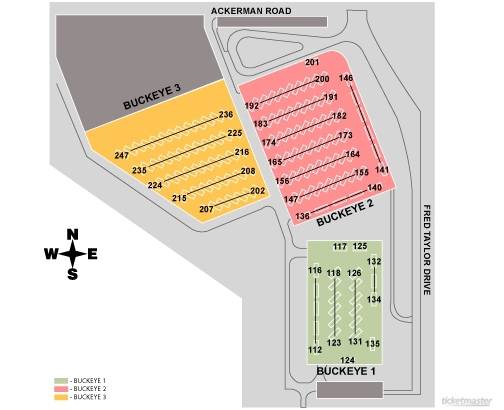 ACKERMAN ROAD
201
200
146
192
191
BUCKEYE 3
236
183
182
225
174
173
247
216
165
164
235
208
156
155
141
224
202
147
140
215
207
136
BUCKEYE 2
FRED TAYLOR DRIVE
N
W E
S
117 125
132
116 118 126
134
123 131 135
112
124
BUCKEYE 1
- BUCKEYE 1
- BUCKEYE 2
- BUCKEYE 3
ticketmaster